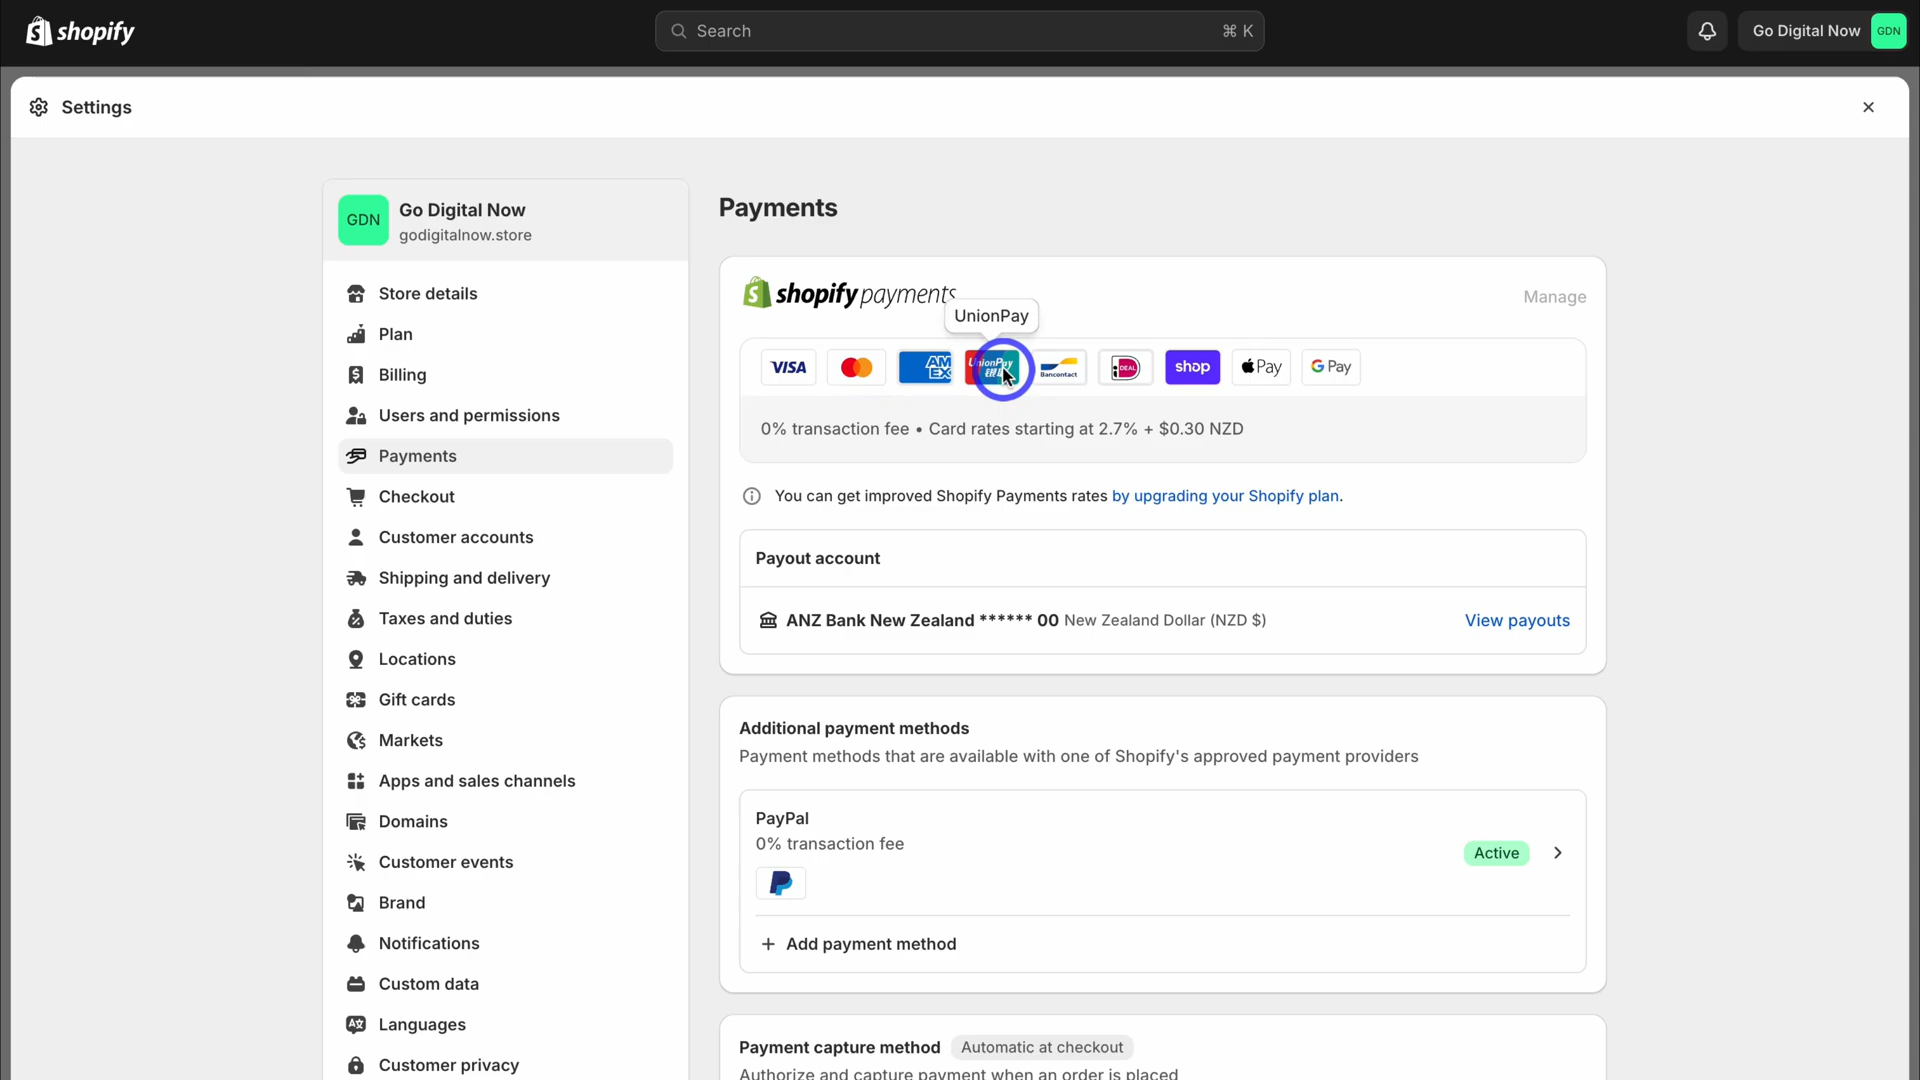 shopify
Search
⌘ K
Go Digital Now
GDN
Settings
GDN
Go Digital Now
godigitalnow.store
Store details
Plan
Billing
Users and permissions
Payments
Checkout
Customer accounts
Shipping and delivery
Taxes and duties
Locations
Gift cards
Markets
Apps and sales channels
Domains
Customer events
Brand
Notifications
Custom data
Languages
Customer privacy
Payments
shopify payments
Manage
UnionPay
VISA
AM EX
UnionPay
Bancontact
iDEAL
shop
Pay
G Pay
0% transaction fee • Card rates starting at 2.7% + $0.30 NZD
You can get improved Shopify Payments rates by upgrading your Shopify plan.
Payout account
ANZ Bank New Zealand ****** 00 New Zealand Dollar (NZD $)
View payouts
Additional payment methods
Payment methods that are available with one of Shopify's approved payment providers
PayPal
0% transaction fee
Active
Add payment method
Payment capture method
Automatic at checkout
Authorize and capture payment when an order is placed